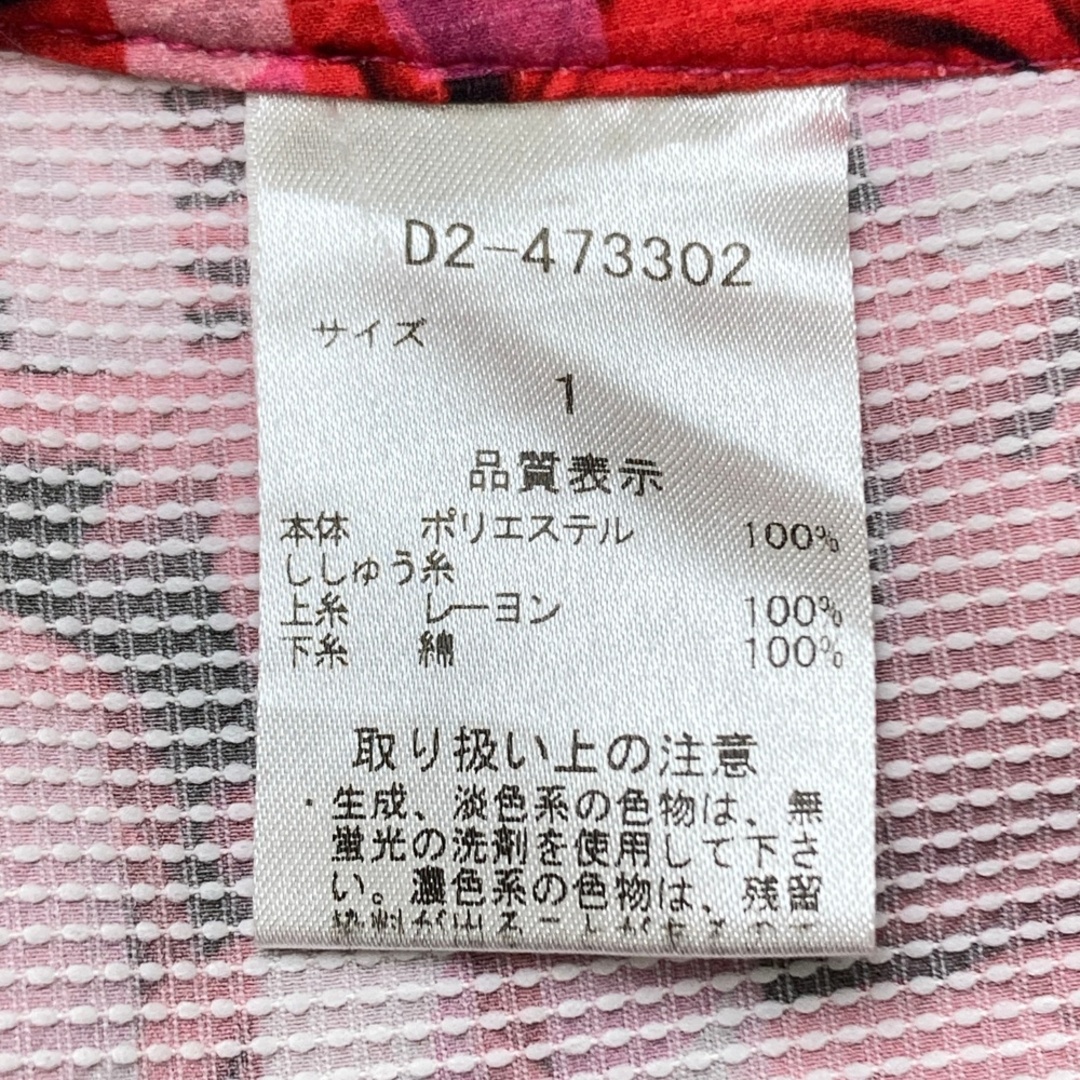 D2-473302
サイズ
1
品質表示
本体 ポリエステル 100%
ししゅう糸
上糸 レーヨン 100%
下糸 綿 100%
取り扱い上の注意
・生成、淡色系の色物は、無
蛍光の洗剤を使用して下さ
い。濃色系の色物は、残留